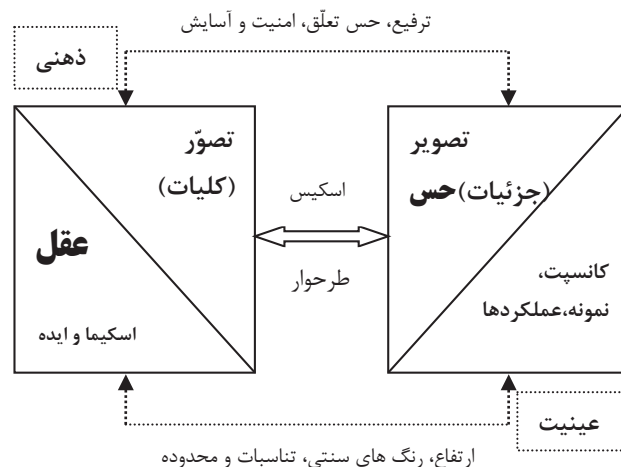 ترفیع، حس تعلّق، امنیت و آسایش
ذهنی
تصویر
(جزئیات) حس
کانسپت،
نمونه،عملکردها
اسکیس
طرحوار
تصوّر
(کلیات)
عقل
اسکیما و ایده
عینیت
ارتفاع، رنگ های سنتی، تناسبات و محدوده